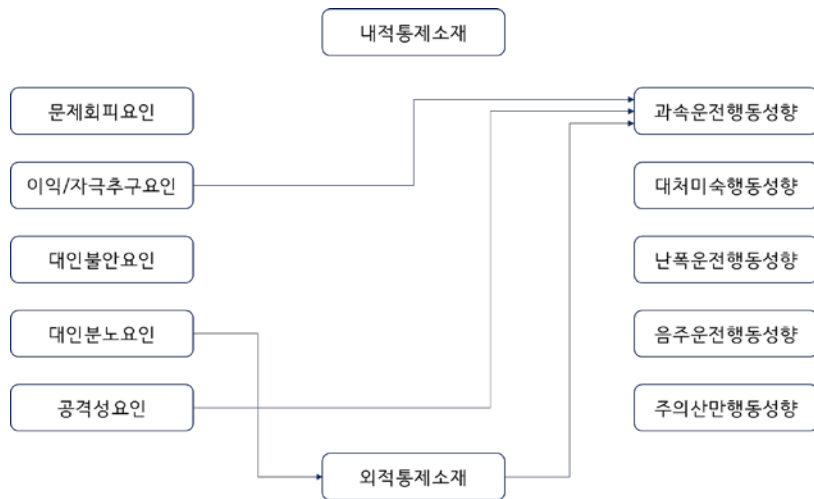 내적통제소재
문제회피요인
과속운전행동성향
이익/자극추구요인
대처미숙행동성향
대인불안요인
난폭운전행동성향
대인분노요인
음주운전행동성향
공격성요인
주의산만행동성향
외적통제소재